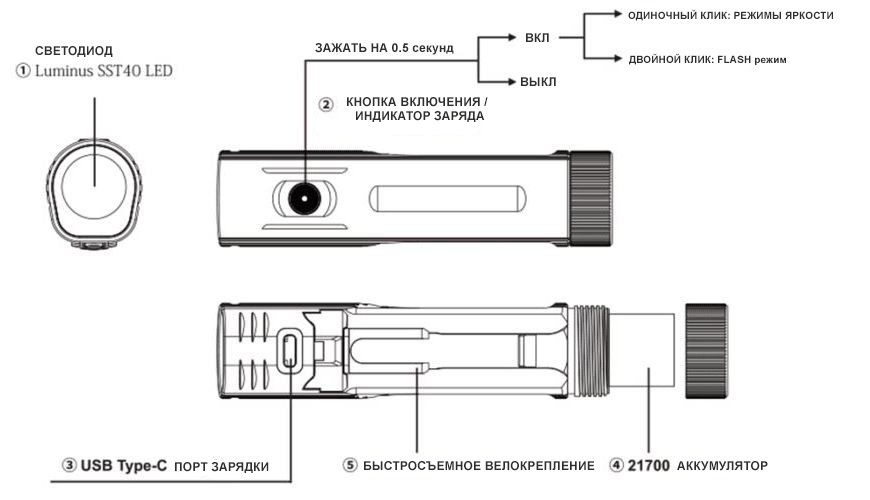 ОДИНОЧНЫЙ КЛИК: РЕЖИМЫ ЯРКОСТИ
СВЕТОДИОД
ЗАЖАТЬ НА 0.5 секунд
ВКЛ
① Luminus SST40 LED
ДВОЙНОЙ КЛИК: FLASH режим
ВЫКЛ
② КНОПКА ВКЛЮЧЕНИЯ /
ИНДИКАТОР ЗАРЯДА
③ USB Type-C ПОРТ ЗАРЯДКИ
⑤ БЫСТРОСЪЕМНОЕ ВЕЛОКРЕПЛЕНИЕ
④ 21700 АККУМУЛЯТОР